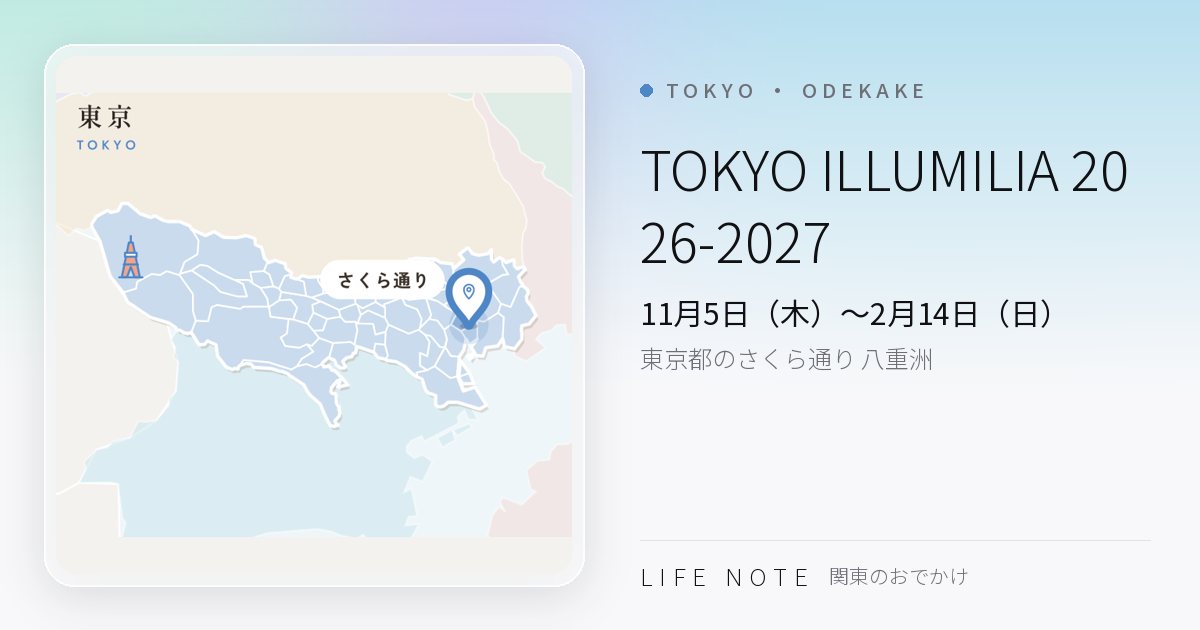 東京
TOKYO
さくら通り
TOKYO • ODEKAKE
TOKYO ILLUMILIA 20
26-2027
11月5日（木）〜2月14日（日）
東京都のさくら通り 八重洲
LIFE NOTE 関東のおでかけ